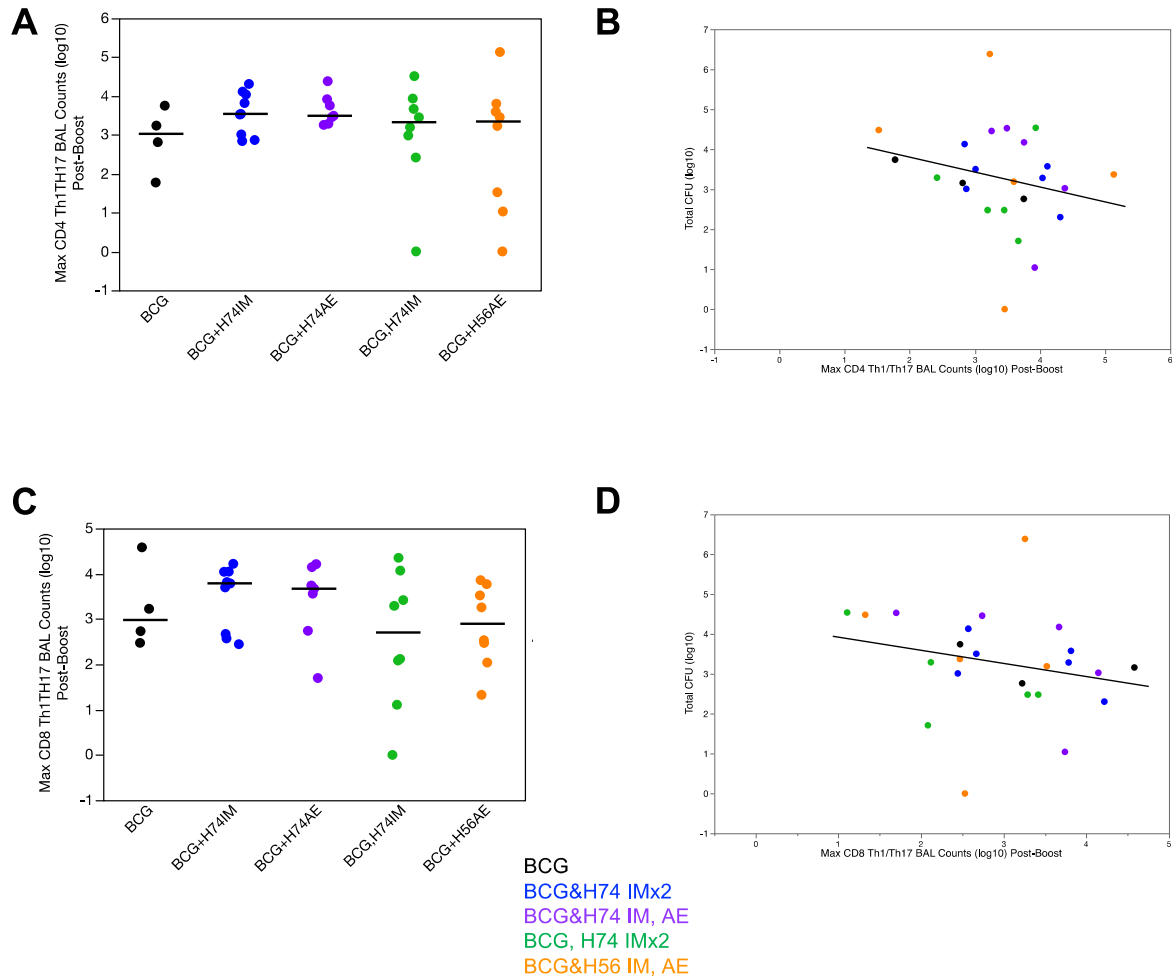 A
Max CD4 Th1TH17 BAL Counts (log10)
Post-Boost
6
5
4
3
2
1
0
-1
BCG
BCG+H74IM
BCG+H74AE
BCG,H74IM
BCG+H56AE
B
Total CFU (log10)
7
6
5
4
3
2
1
0
-1
-1 0 1 2 3 4 5 6
Max CD4 Th1/Th17 BAL Counts (log10) Post-Boost
C
Max CD8 Th1TH17 BAL Counts (log10)
Post-Boost
5
4
3
2
1
0
-1
BCG
BCG+H74IM
BCG+H74AE
BCG,H74IM
BCG+H56AE
D
Total CFU (log10)
7
6
5
4
3
2
1
0
-1
0 1 2 3 4 5
Max CD8 Th1/Th17 BAL Counts (log10) Post-Boost
BCG
BCG&H74 IMx2
BCG&H74 IM, AE
BCG, H74 IMx2
BCG&H56 IM, AE